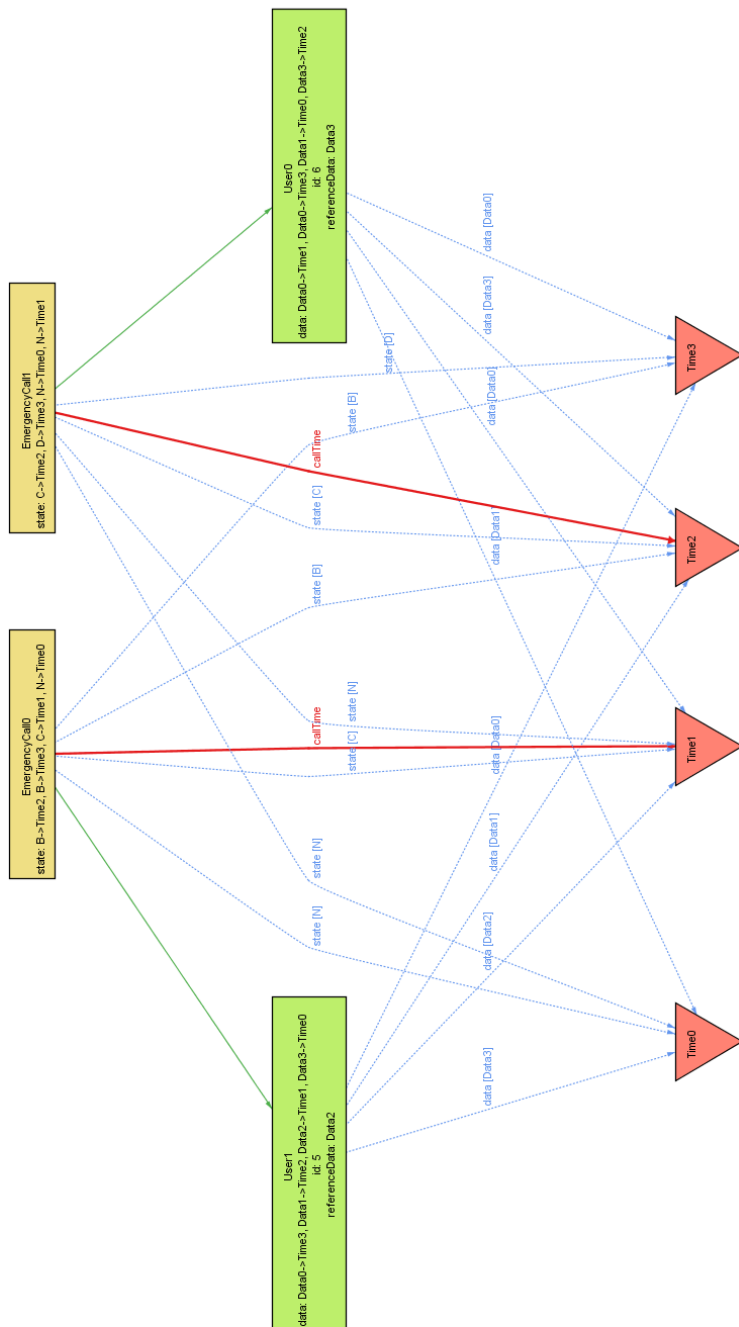 EmergencyCall0
state: B->Time2, B->Time3, C->Time1, N->Time0
EmergencyCall1
state: C->Time2, D->Time3, N->Time0, N->Time1
User1
data: Data0->Time3, Data1->Time2, Data2->Time1, Data3->Time0
id: 5
referenceData: Data2
User0
data: Data0->Time1, Data0->Time3, Data1->Time0, Data3->Time2
id: 6
referenceData: Data3
state [N]
state [N]
callTime
state [B]
state [C]
callTime
state [C]
state [N]
state [B]
state [D]
data [Data3]
data [Data2]
data [Data1]
data [Data0]
data [Data1]
data [Data0]
data [Data3]
data [Data0]
Time0
Time1
Time2
Time3